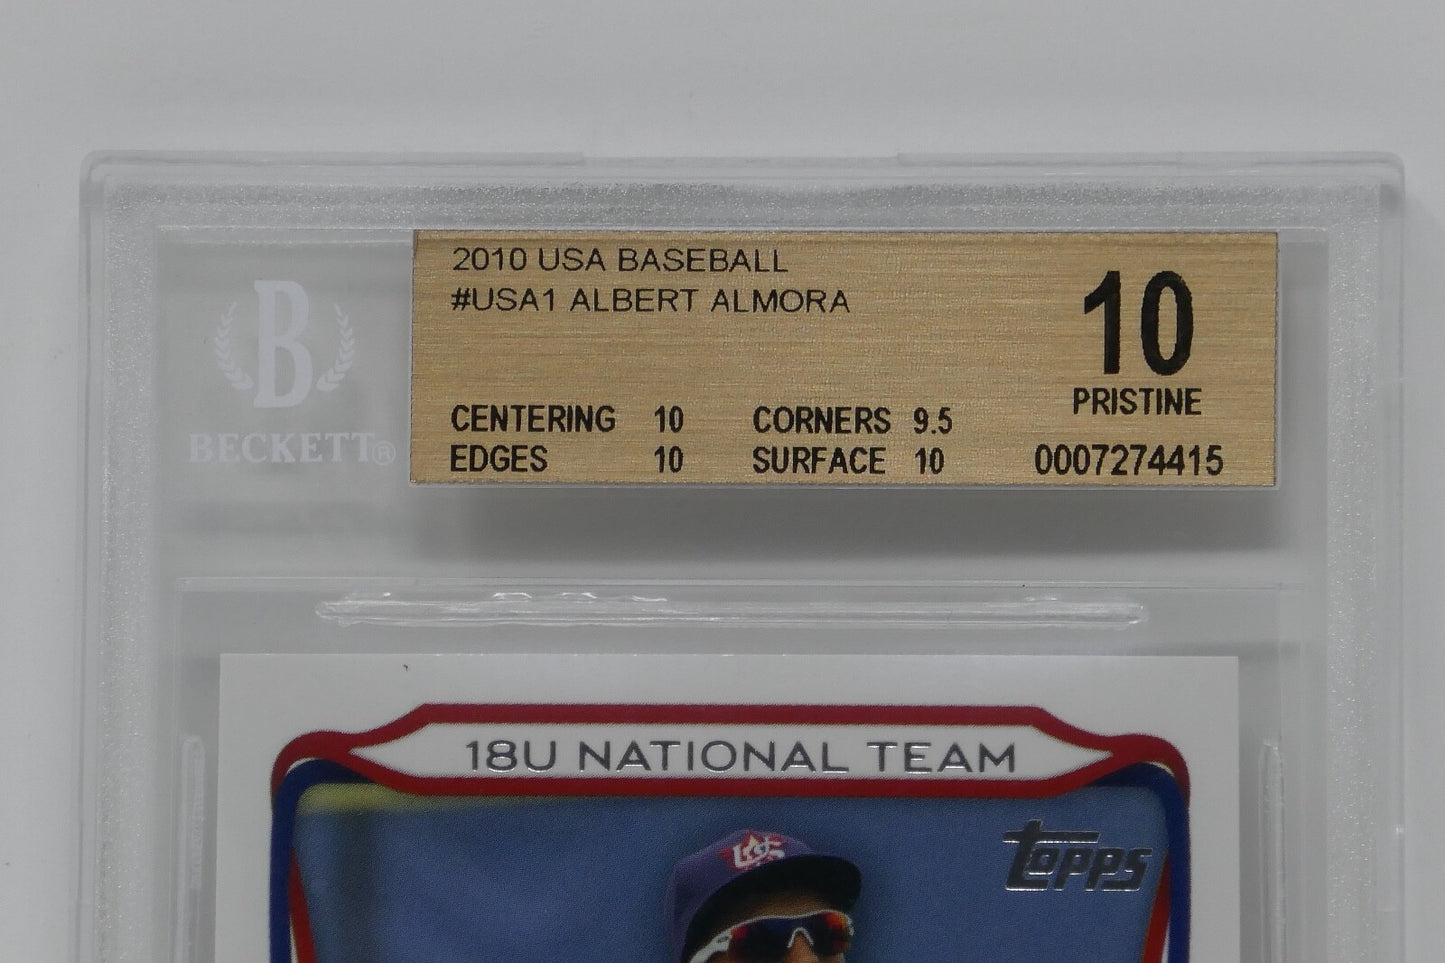 2010 USA BASEBALL
#USA1 ALBERT ALMORA
10
PRISTINE
B
BECKETT®
CENTERING 10 CORNERS 9.5
EDGES 10 SURFACE 10
0007274415
18U NATIONAL TEAM
topps
US